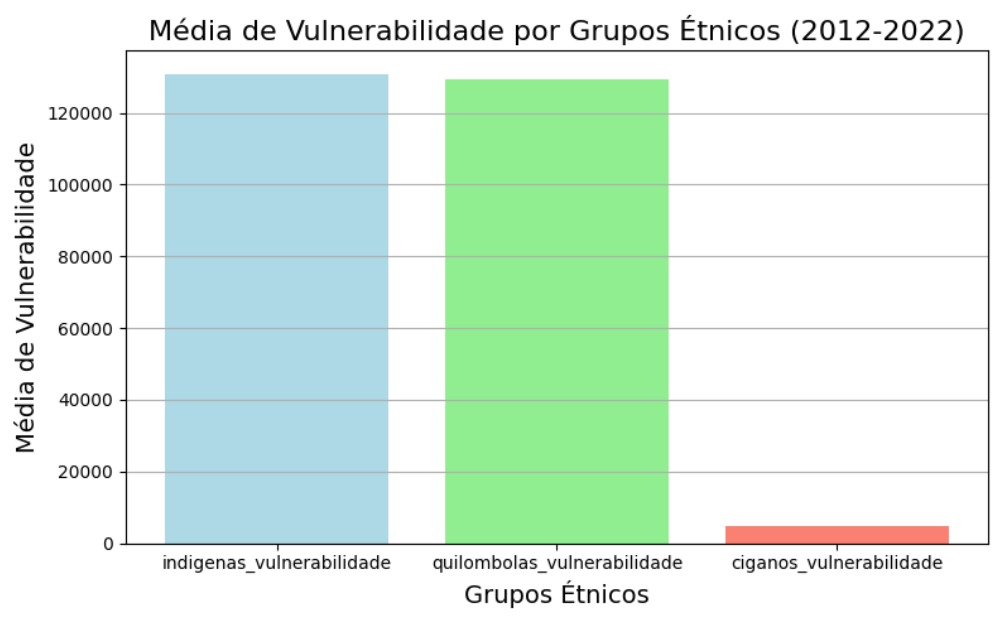 Média de Vulnerabilidade por Grupos Étnicos (2012-2022)
Média de Vulnerabilidade
120000
100000
80000
60000
40000
20000
0
indigenas_vulnerabilidade
quilombolas_vulnerabilidade
ciganos_vulnerabilidade
Grupos Étnicos